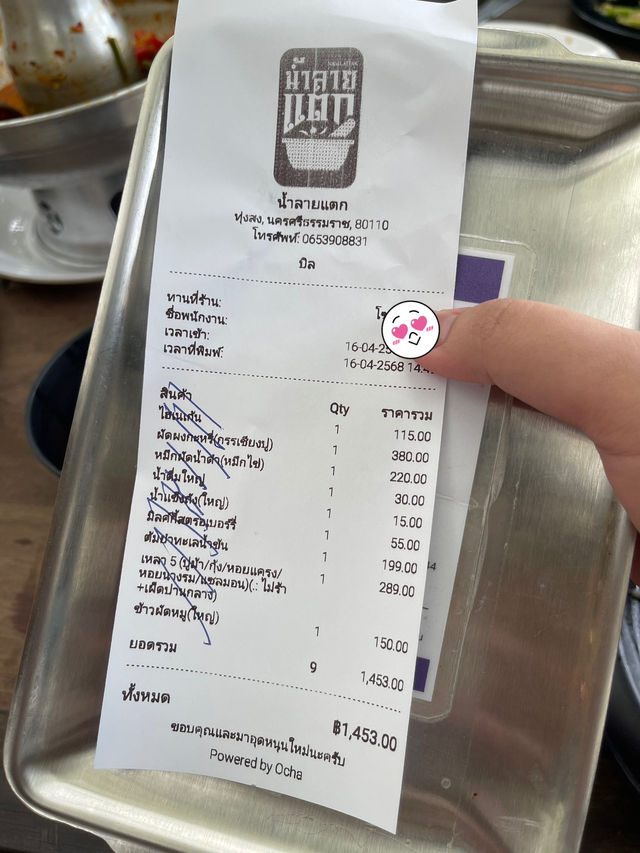 น้ำลายแตก
น้ำลายแตก
ทุ่งสง, นครศรีธรรมราช, 80110
โทรศัพท์: 0653908831
บิล
ทานที่ร้าน:
ชื่อพนักงาน:
เวลาเข้า: 16-04-25
เวลาที่พิมพ์: 16-04-2568 14:4
สินค้า Qty ราคารวม
ไฮเนเก้น 1 115.00
ผัดผงกะหรี่(กรรเชียงปู) 1 380.00
หมึกผัดน้ำดำ(หมึกไข่) 1 220.00
น้ำดื่มใหญ่ 1 30.00
น้ำแข็งถัง(ใหญ่) 1 15.00
มิลค์กี้สตรอเบอร์รี่ 1 55.00
ต้มปาทะเลน้ำข้น 1 199.00
เหลา 5 (ปูม้า/กุ้ง/หอยแครง/ 1 289.00
หอยนางรม/แซลมอน)(.: ไม่ร้า
+เผ็ดปานกลาง)
ข้าวผัดหมู(ใหญ่) 1 150.00
ยอดรวม 9 1,453.00
ทั้งหมด ฿1,453.00
ขอบคุณและมาอุดหนุนใหม่นะครับ
Powered by Ocha